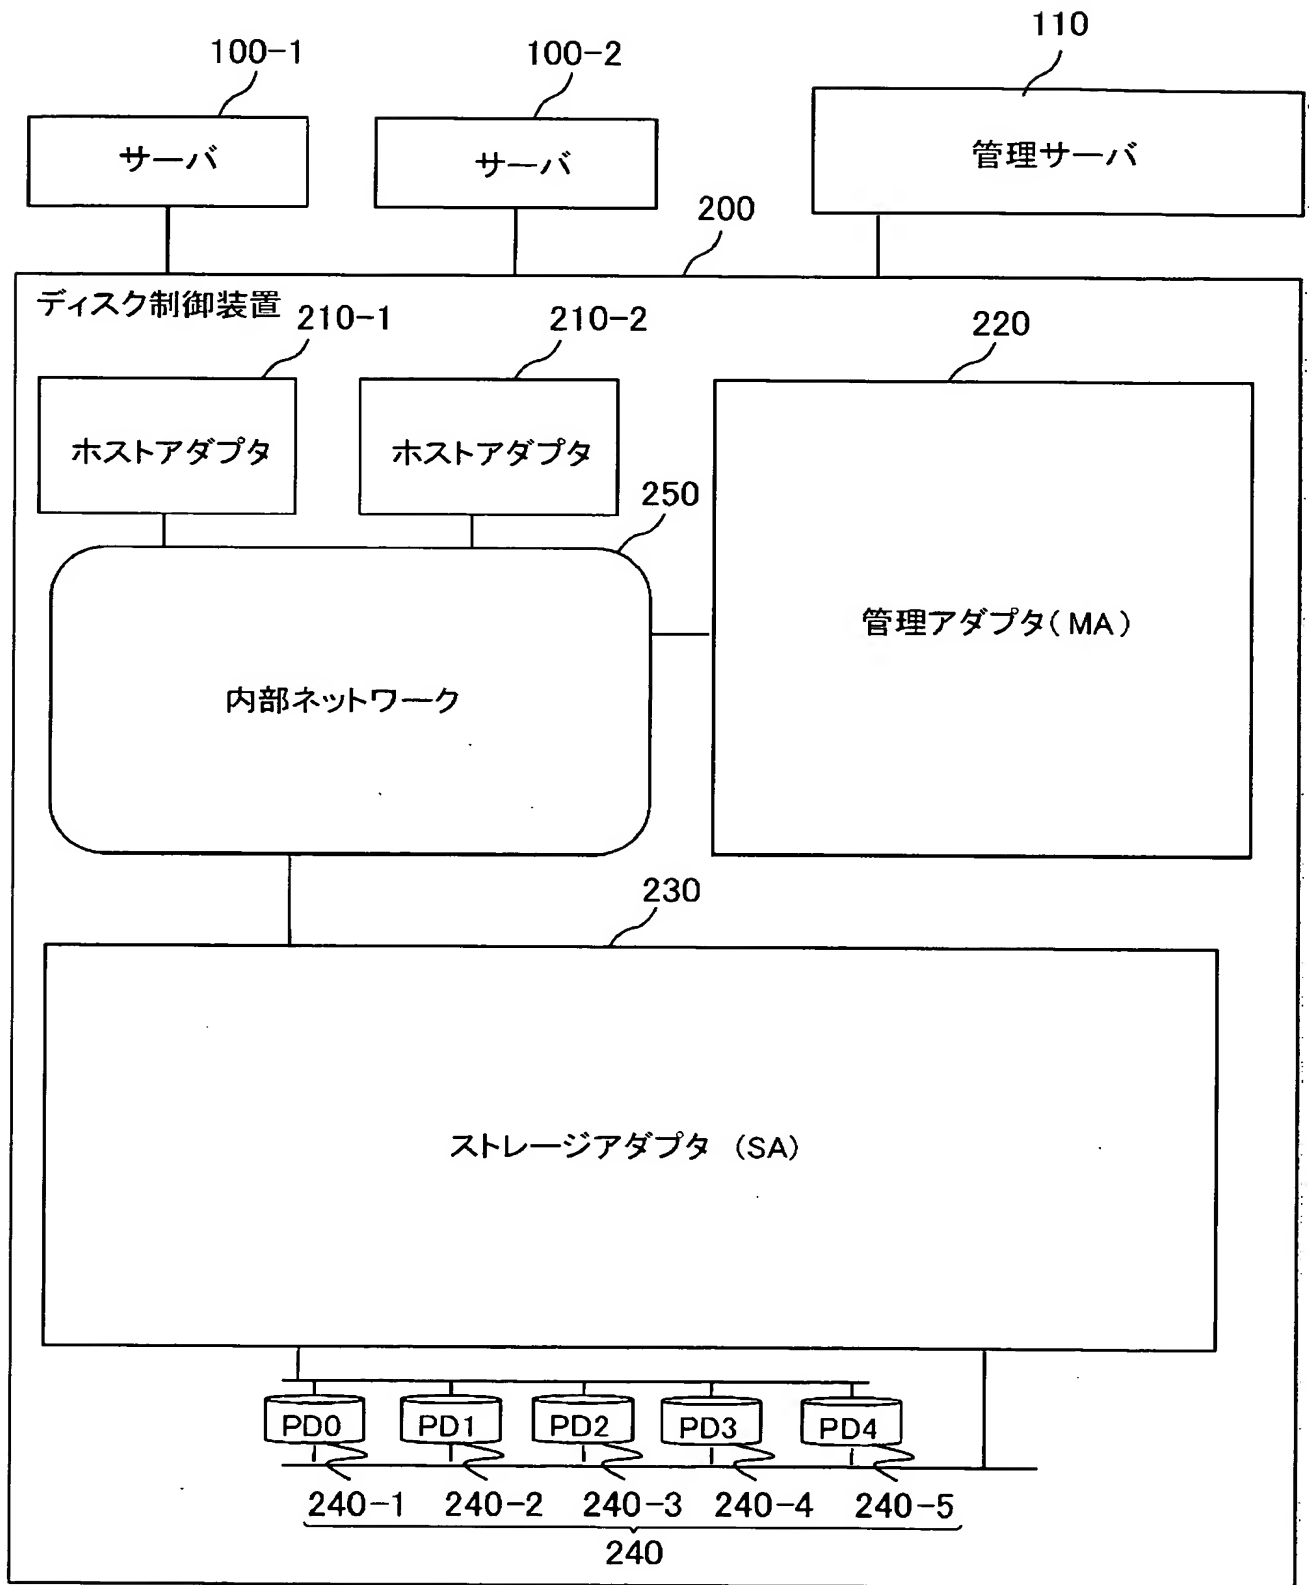 100-1
100-2
110
サーバ
サーバ
管理サーバ
200
ディスク制御装置
210-1
210-2
220
ホストアダプタ
ホストアダプタ
250
管理アダプタ(MA)
内部ネットワーク
230
ストレージアダプタ (SA)
PD0
PD1
PD2
PD3
PD4
240-1
240-2
240-3
240-4
240-5
240